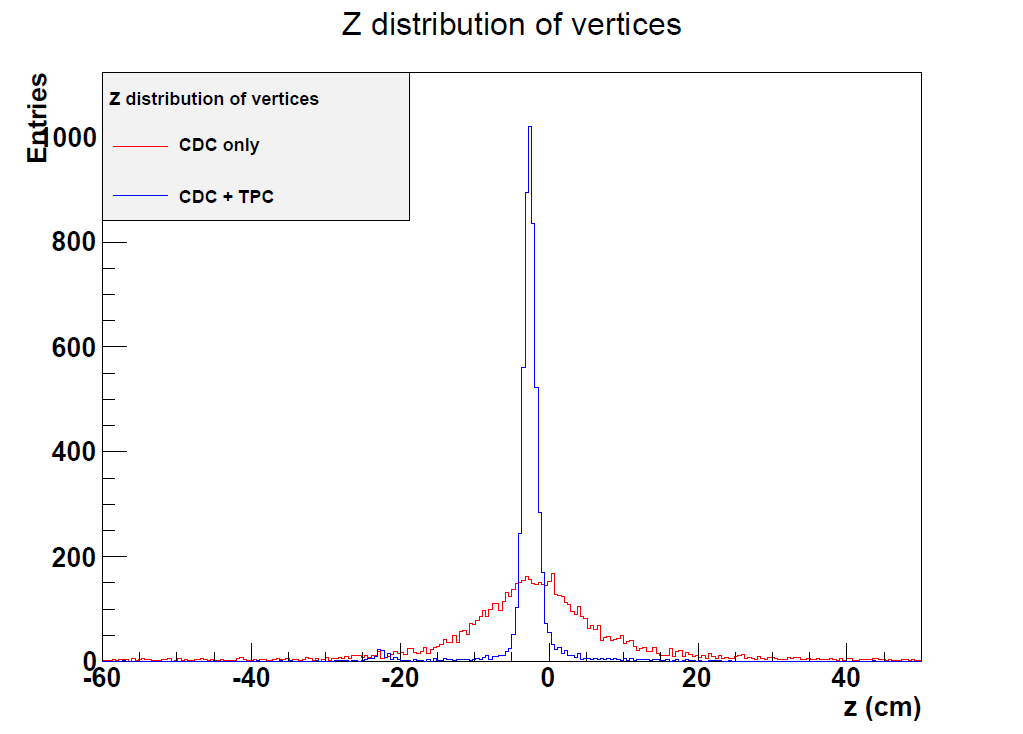 Z distribution of vertices
Entries
Z distribution of vertices
CDC only
CDC + TPC
1000
800
600
400
200
0
-60 -40 -20 0 20 40
z (cm)